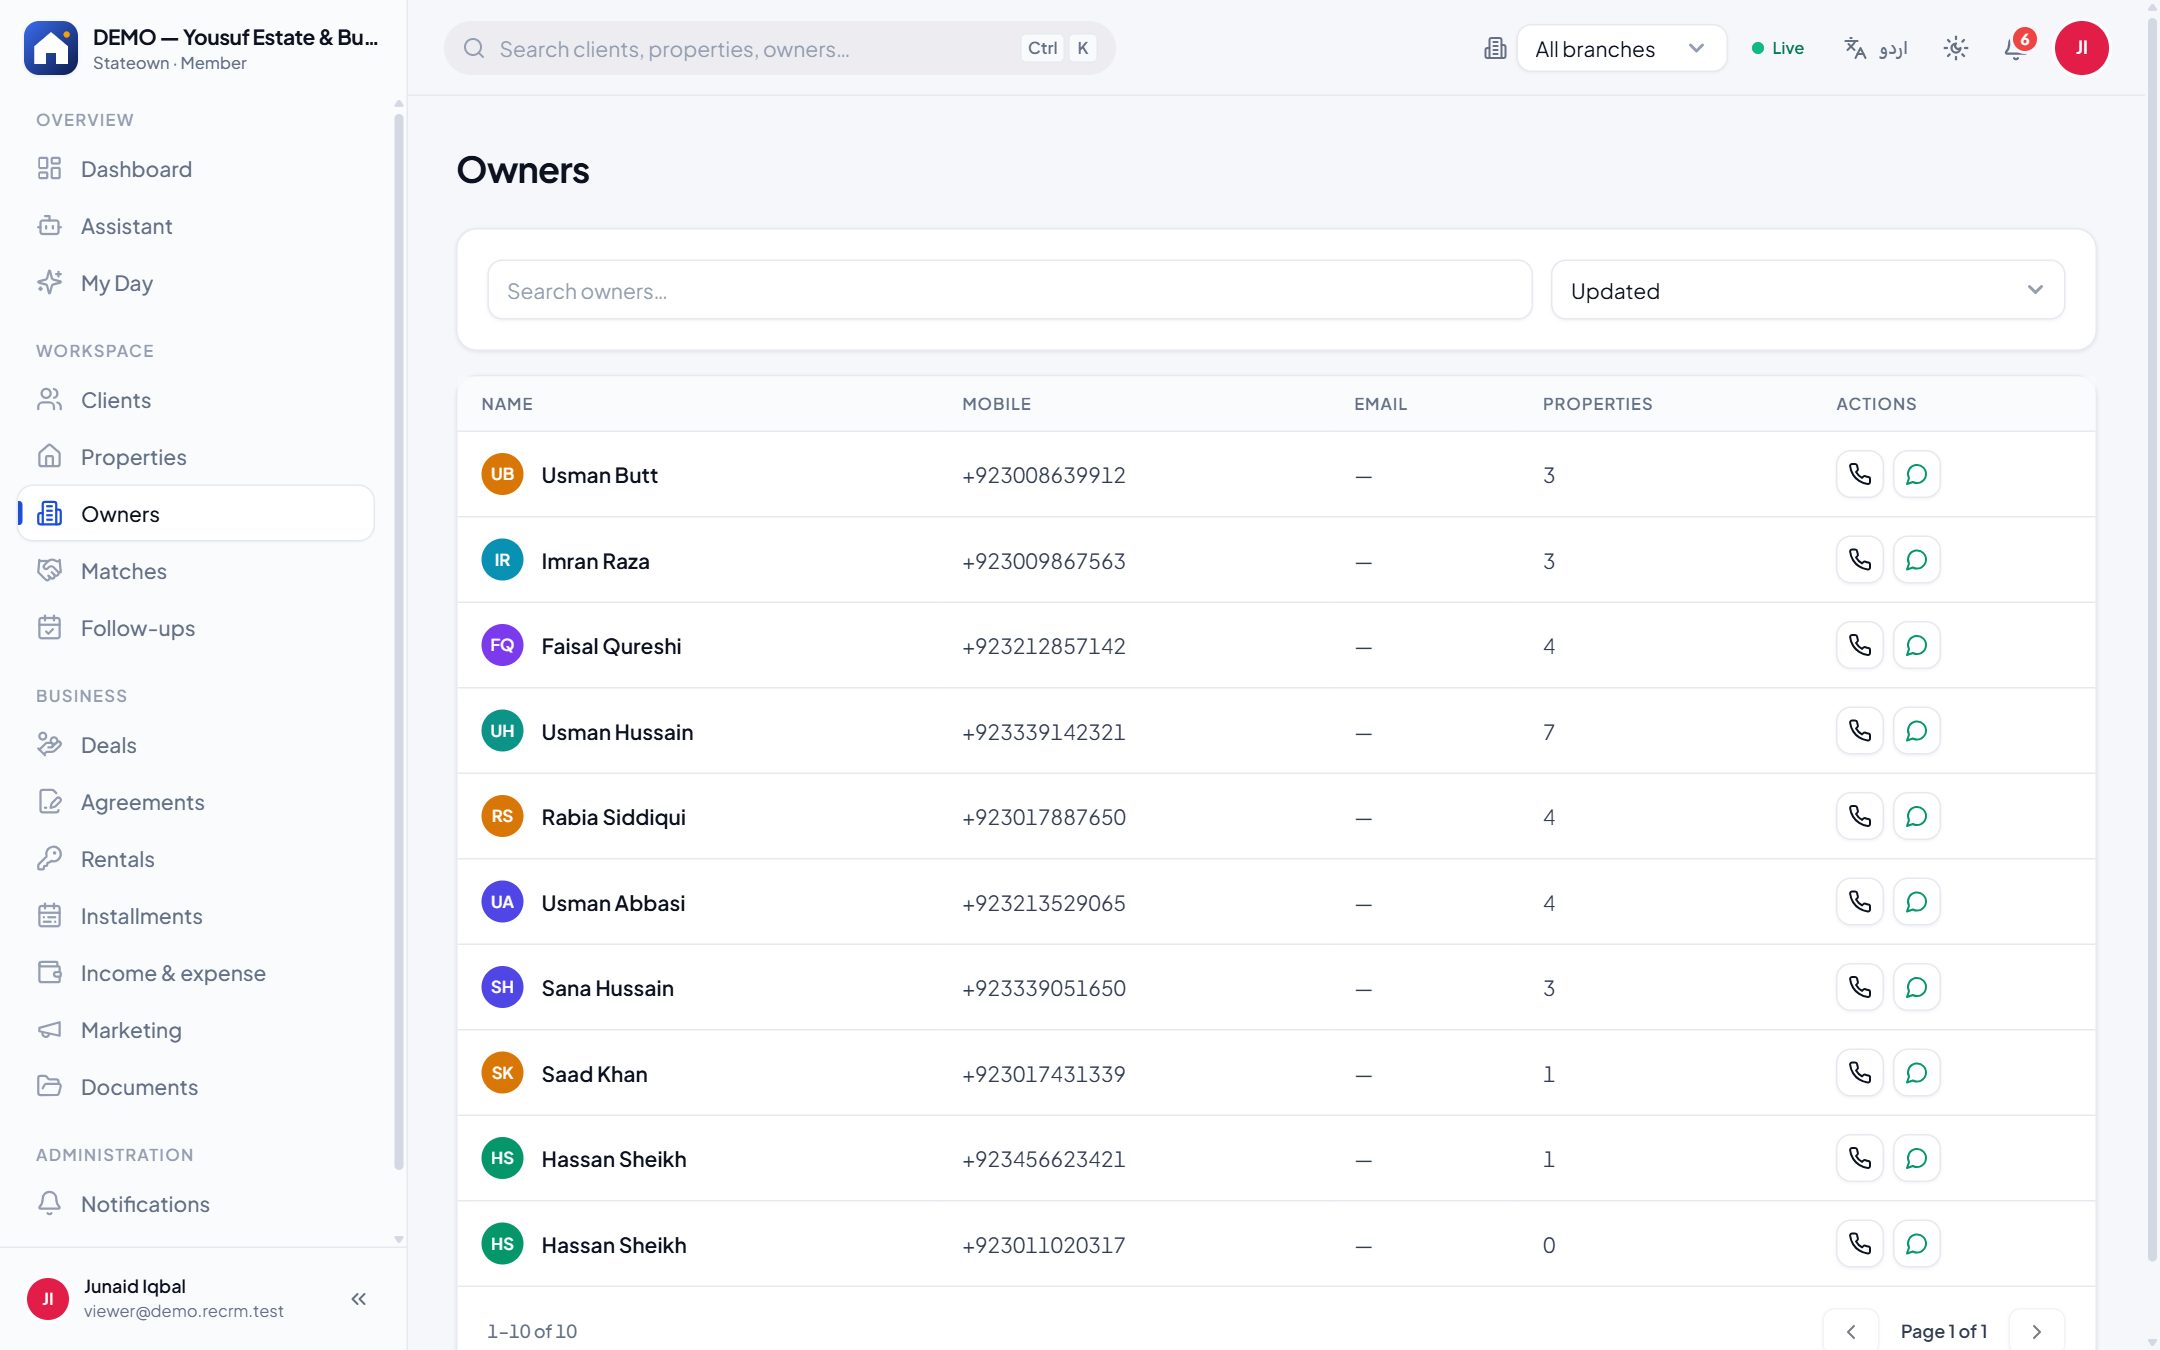 DEMO — Yousuf Estate & Bu...
Stateown · Member
OVERVIEW
Dashboard
Assistant
My Day
WORKSPACE
Clients
Properties
Owners
Matches
Follow-ups
BUSINESS
Deals
Agreements
Rentals
Installments
Income & expense
Marketing
Documents
ADMINISTRATION
Notifications
JI
Junaid Iqbal
viewer@demo.recrm.test
Search clients, properties, owners...
Ctrl K
All branches
Live
اردو
6
JI
Owners
Search owners...
Updated
NAME MOBILE EMAIL PROPERTIES ACTIONS
UB Usman Butt +923008639912 — 3
IR Imran Raza +923009867563 — 3
FQ Faisal Qureshi +923212857142 — 4
UH Usman Hussain +923339142321 — 7
RS Rabia Siddiqui +923017887650 — 4
UA Usman Abbasi +923213529065 — 4
SH Sana Hussain +923339051650 — 3
SK Saad Khan +923017431339 — 1
HS Hassan Sheikh +923456623421 — 1
HS Hassan Sheikh +923011020317 — 0
1–10 of 10
Page 1 of 1